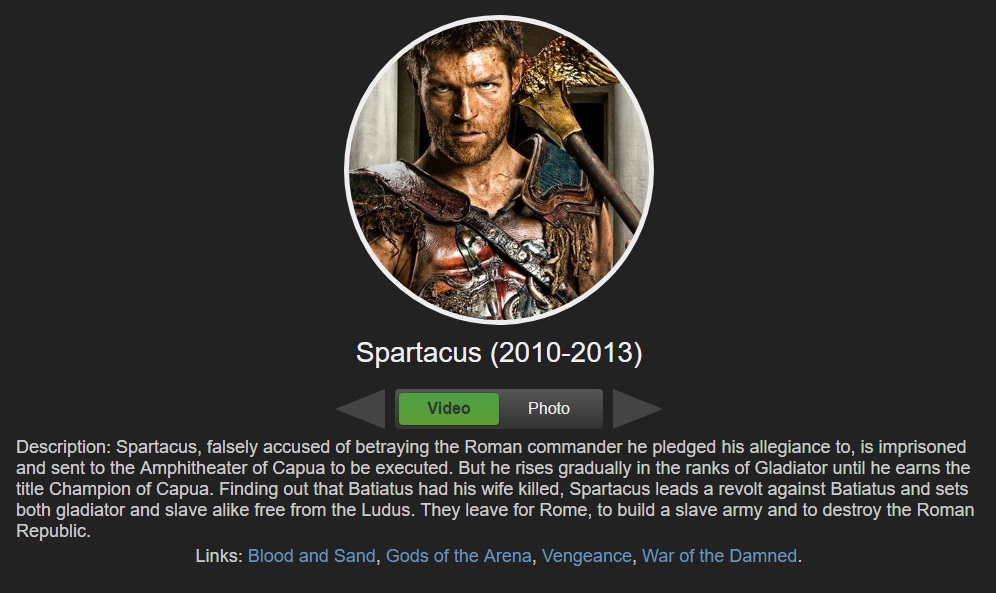 Spartacus (2010-2013)
Video Photo
Description: Spartacus, falsely accused of betraying the Roman commander he pledged his allegiance to, is imprisoned
and sent to the Amphitheater of Capua to be executed. But he rises gradually in the ranks of Gladiator until he earns the
title Champion of Capua. Finding out that Batiatus had his wife killed, Spartacus leads a revolt against Batiatus and sets
both gladiator and slave alike free from the Ludus. They leave for Rome, to build a slave army and to destroy the Roman
Republic.
Links: Blood and Sand, Gods of the Arena, Vengeance, War of the Damned.